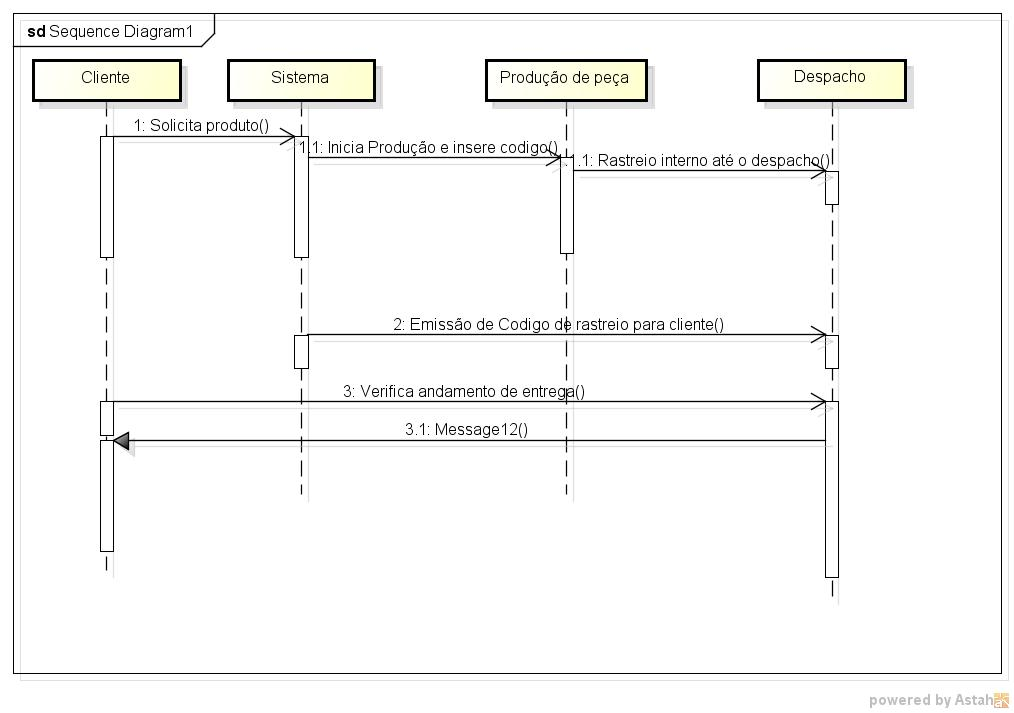 sd Sequence Diagram1
Cliente
Sistema
Produção de peça
Despacho
1: Solicita produto()
1.1: Inicia Produção e insere codigo()
1.1: Rastreio interno até o despacho()
2: Emissão de Codigo de rastreio para cliente()
3: Verifica andamento de entrega()
3.1: Message12()
powered by Astah